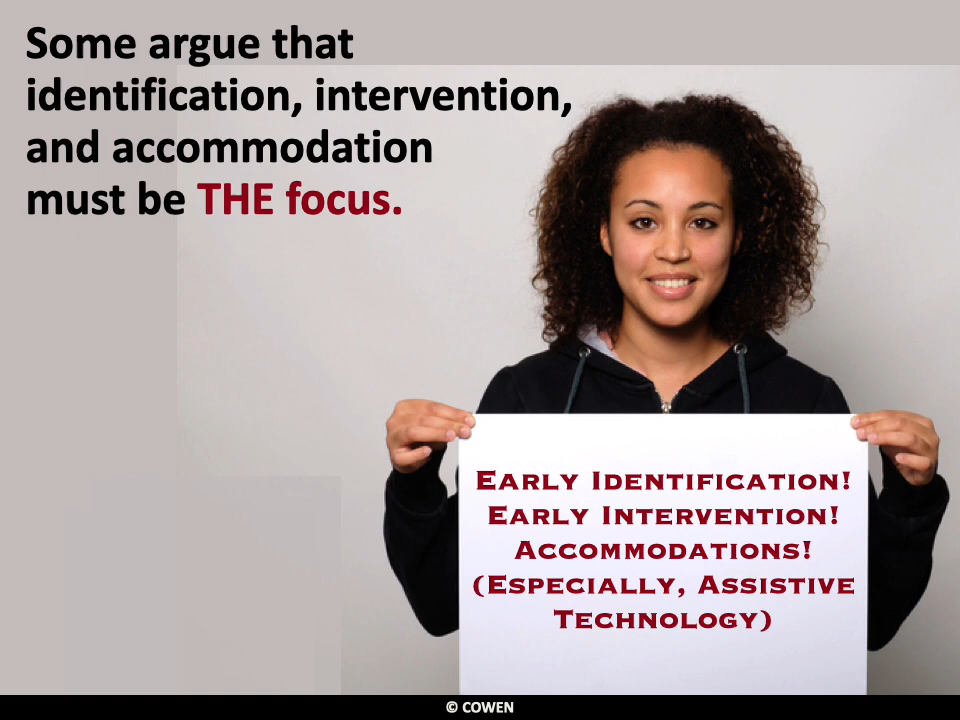 Some argue that
identification, intervention,
and accommodation
must be THE focus.
Early Identification!
Early Intervention!
Accommodations!
(Especially, Assistive
Technology)
© COWEN